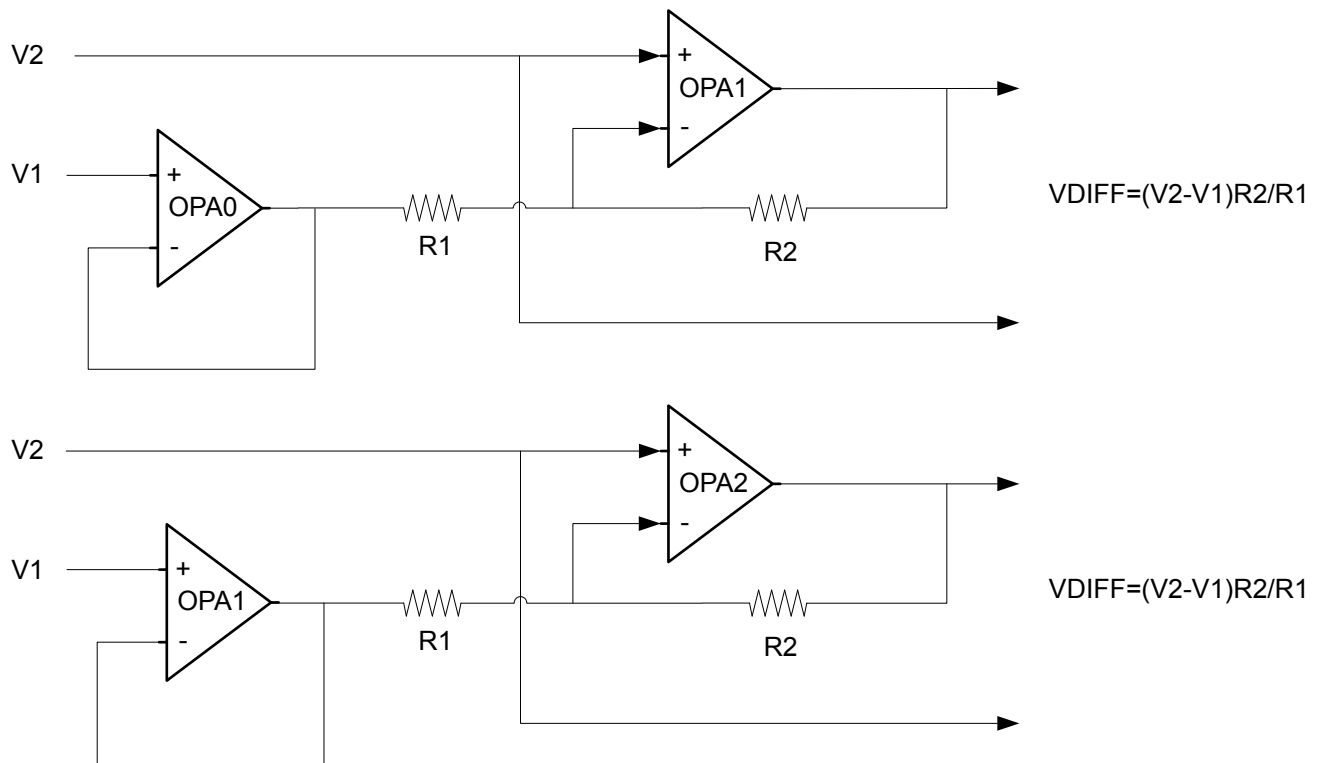 V2
+
OPA1
-
V1
+
OPA0
-
R1
R2
VDIFF=(V2-V1)R2/R1
V2
+
OPA2
-
V1
+
OPA1
-
R1
R2
VDIFF=(V2-V1)R2/R1